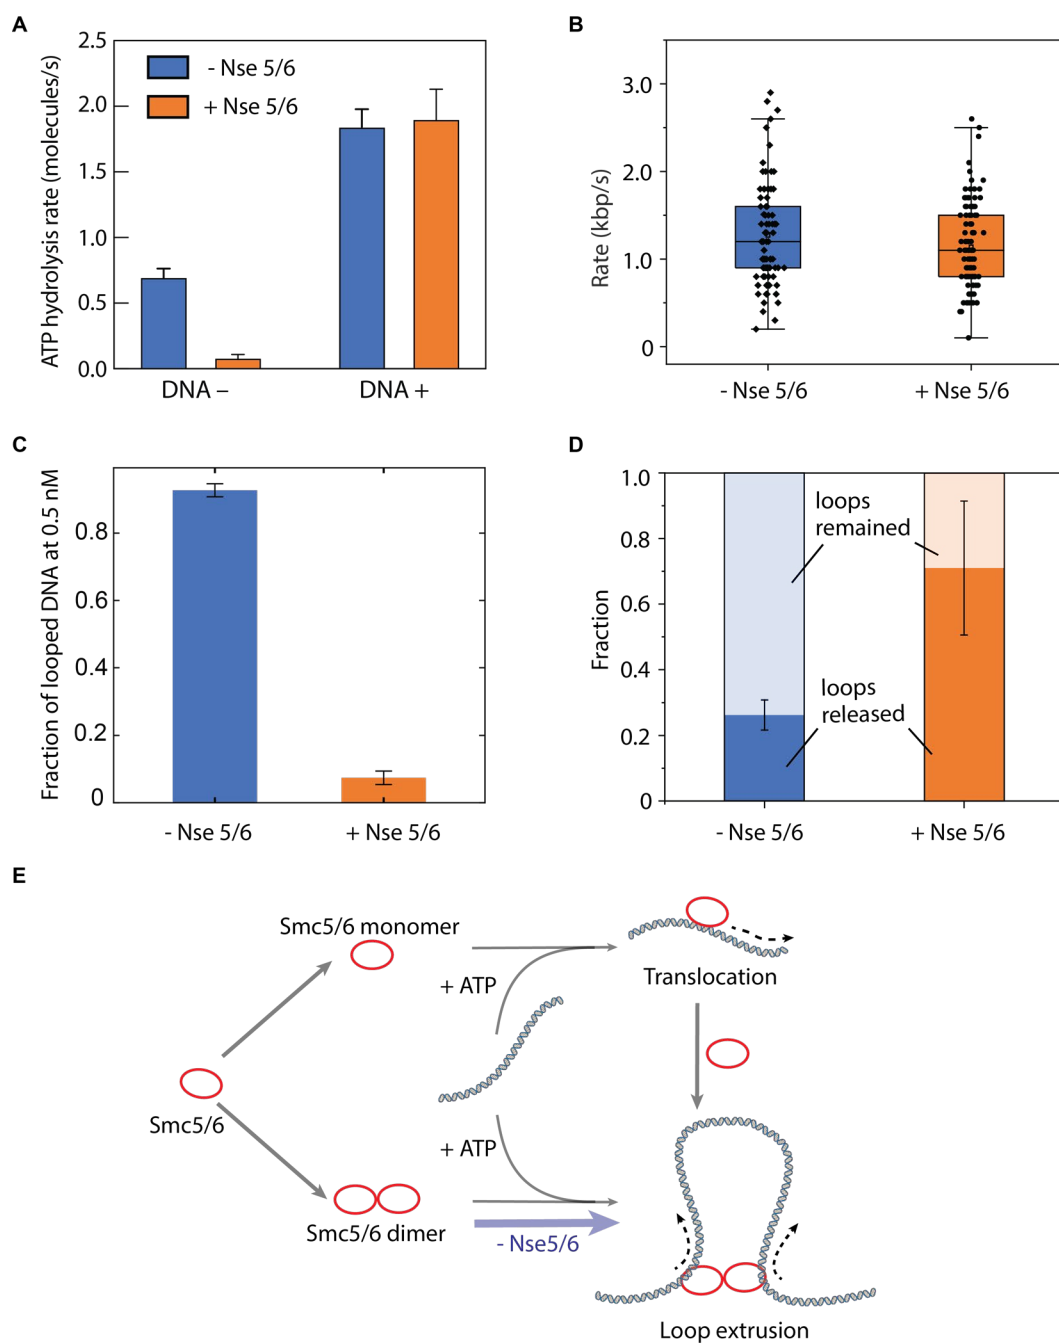 A
ATP hydrolysis rate (molecules/s)
2.5
2.0
1.5
1.0
0.5
0.0
- Nse 5/6
+ Nse 5/6
DNA –
DNA +
B
Rate (kbp/s)
3.0
2.0
1.0
0
- Nse 5/6
+ Nse 5/6
C
Fraction of looped DNA at 0.5 nM
0.8
0.6
0.4
0.2
0
- Nse 5/6
+ Nse 5/6
D
Fraction
1.0
0.8
0.6
0.4
0.2
0
loops
remained
loops
released
- Nse 5/6
+ Nse 5/6
E
Smc5/6 monomer
+ ATP
Translocation
Smc5/6
+ ATP
Smc5/6 dimer
- Nse5/6
Loop extrusion